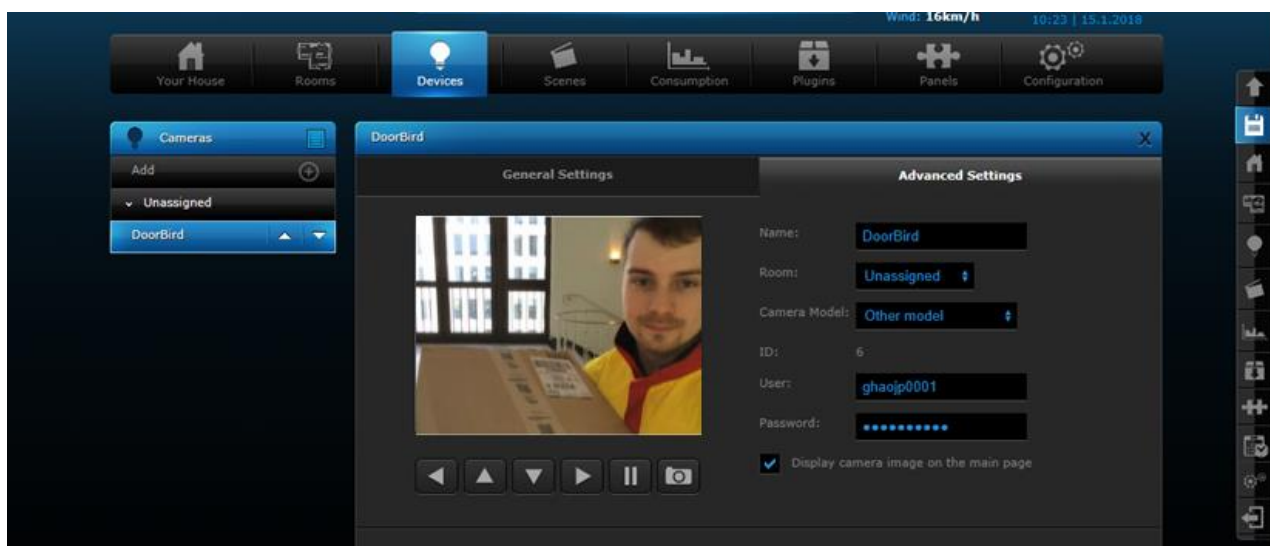 Wind: 16km/h 10:23 | 15.1.2018
Your House Rooms Devices Scenes Consumption Plugins Panels Configuration
Cameras
Add
Unassigned
DoorBird
DoorBird X
General Settings Advanced Settings
Name: DoorBird
Room: Unassigned
Camera Model: Other model
ID: 6
User: ghaojp0001
Password: ••••••••••
Display camera image on the main page